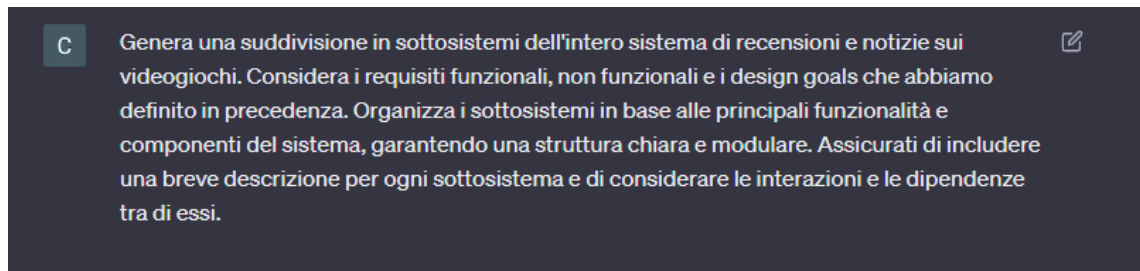 C
Genera una suddivisione in sottosistemi dell'intero sistema di recensioni e notizie sui
videogiochi. Considera i requisiti funzionali, non funzionali e i design goals che abbiamo
definito in precedenza. Organizza i sottosistemi in base alle principali funzionalità e
componenti del sistema, garantendo una struttura chiara e modulare. Assicurati di includere
una breve descrizione per ogni sottosistema e di considerare le interazioni e le dipendenze
tra di essi.